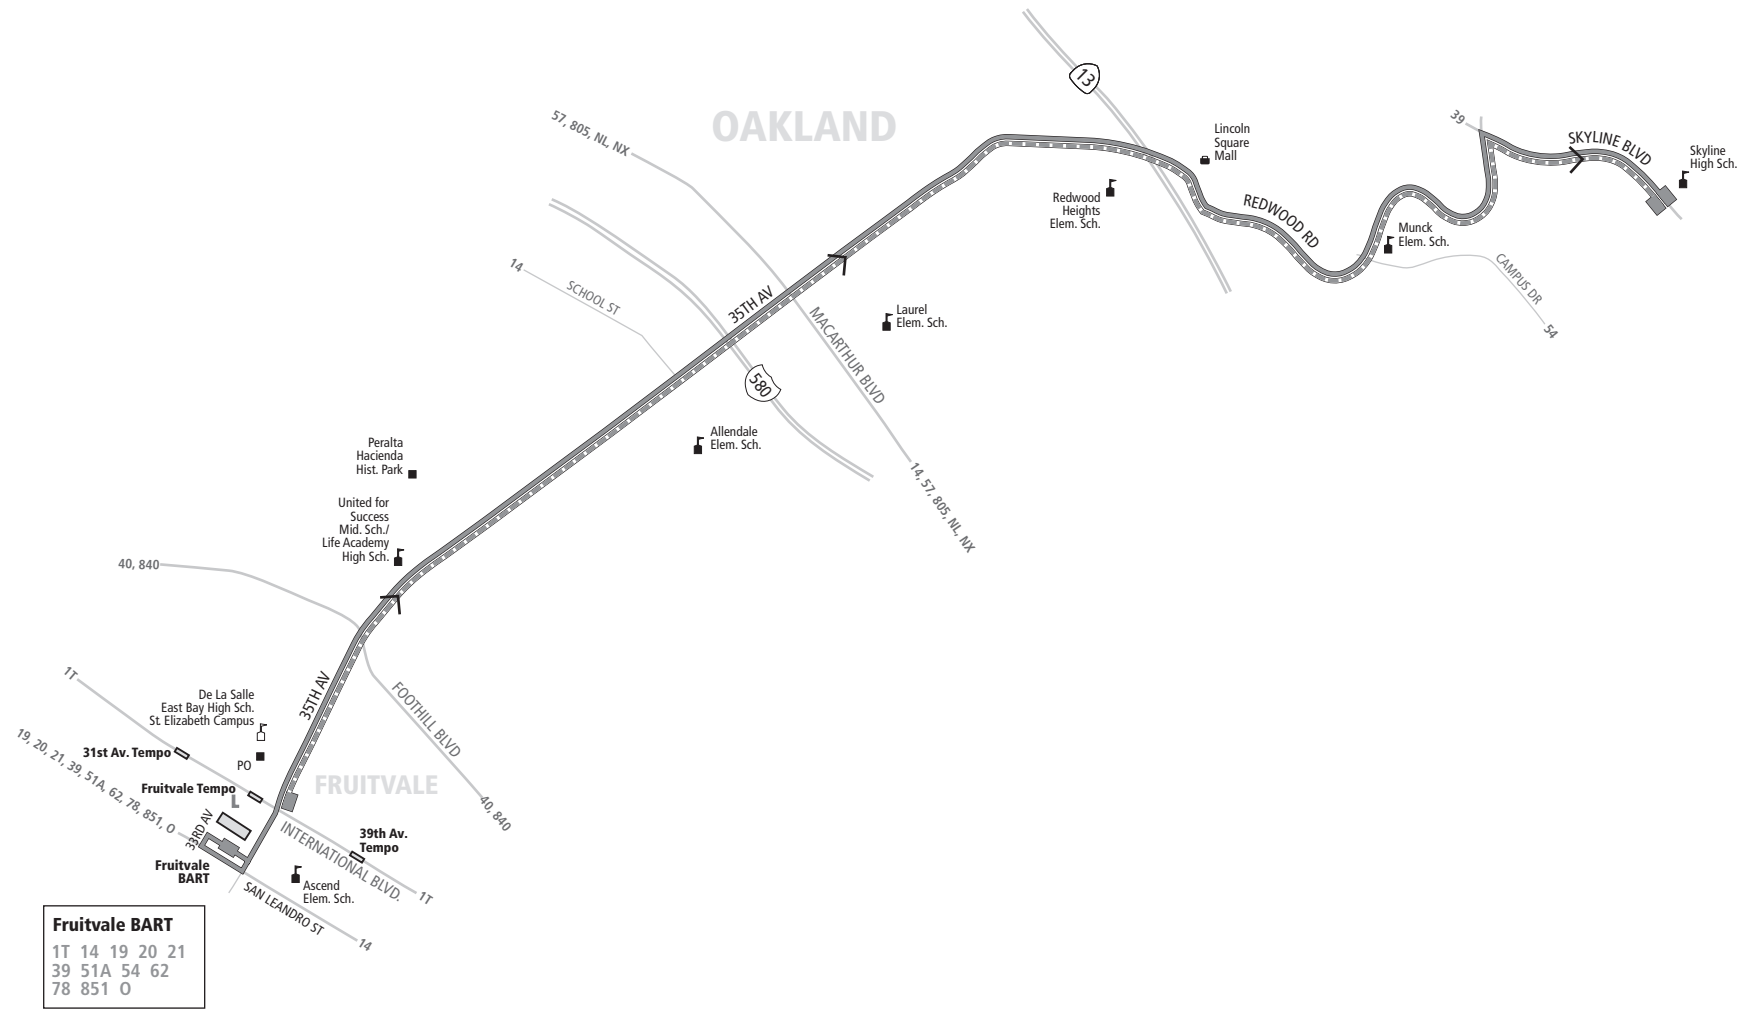 13
OAKLAND
57, 805, NL, NX
39
SKYLINE BLVD
Lincoln
Square
Mall
Skyline
High Sch.
Redwood
Heights
Elem. Sch.
REDWOOD RD
Munck
Elem. Sch.
CAMPUS DR
54
14
SCHOOL ST
35TH AV
MACARTHUR BLVD
Laurel
Elem. Sch.
580
Allendale
Elem. Sch.
14, 57, 805, NL, NX
Peralta
Hacienda
Hist. Park
United for
Success
Mid. Sch./
Life Academy
High Sch.
40, 840
1T
De La Salle
East Bay High Sch.
St. Elizabeth Campus
35TH AV
FOOTHILL BLVD
40, 840
19, 20, 21, 39, 51A, 62, 78, 851, O
31st Av. Tempo
PO
Fruitvale Tempo
L
FRUITVALE
33RD AV
INTERNATIONAL BLVD.
39th Av.
Tempo
1T
Fruitvale
BART
Ascend
Elem. Sch.
SAN LEANDRO ST
14
Fruitvale BART
1T 14 19 20 21
39 51A 54 62
78 851 O